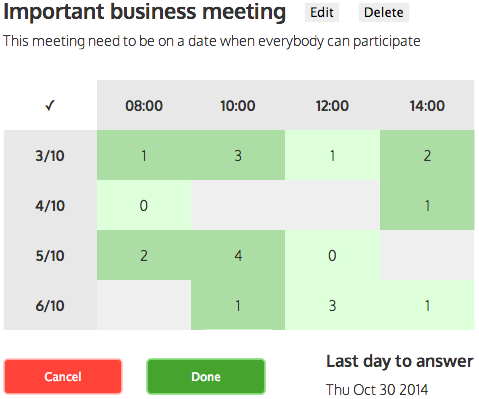 Important business meeting Edit Delete
This meeting need to be on a date when everybody can participate
✓ 08:00 10:00 12:00 14:00
3/10 1 3 1 2
4/10 0 1
5/10 2 4 0
6/10 1 3 1
Last day to answer
Cancel Done
Thu Oct 30 2014